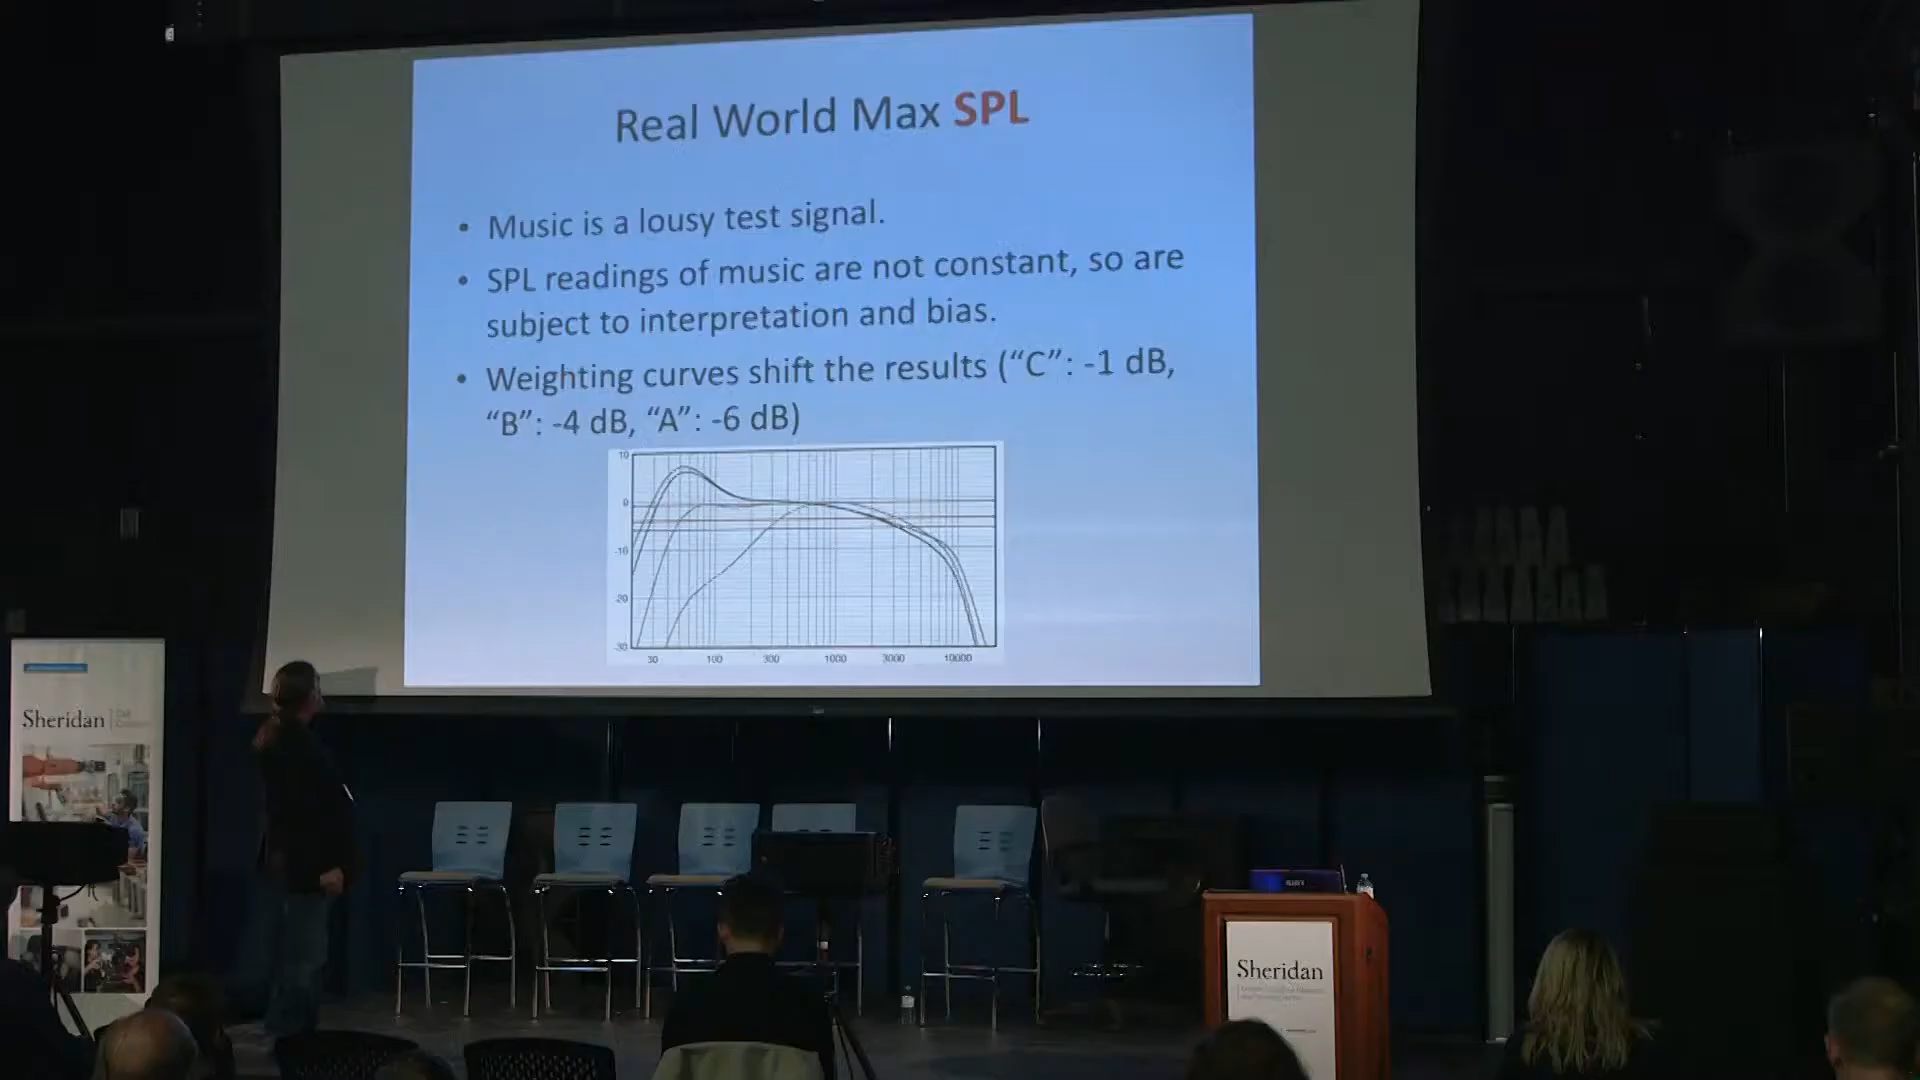 Real World Max SPL
• Music is a lousy test signal.
• SPL readings of music are not constant, so are
subject to interpretation and bias.
• Weighting curves shift the results (“C”: -1 dB,
“B”: -4 dB, “A”: -6 dB)
10
0
-10
20
-30
30 100 300 1000 3000 10000
Sheridan
Sheridan